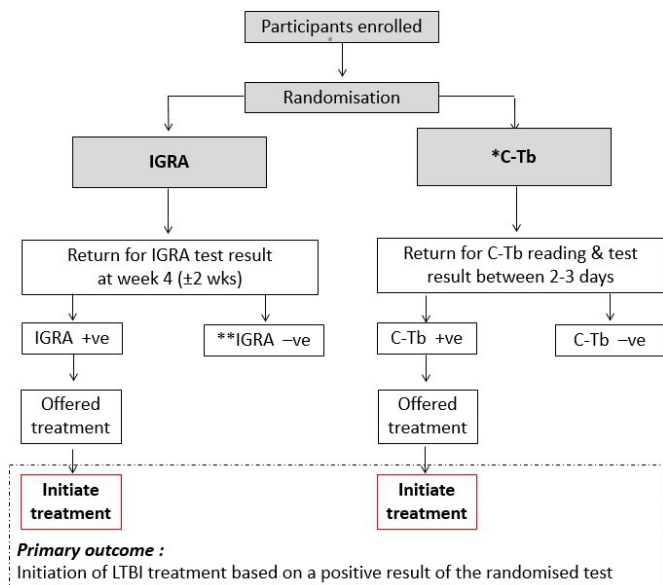 Participants enrolled
*
Randomisation
IGRA
*C-Tb
Return for IGRA test result
at week 4 (±2 wks)
Return for C-Tb reading & test
result between 2-3 days
IGRA +ve
**IGRA –ve
C-Tb +ve
C-Tb –ve
Offered
treatment
Offered
treatment
Initiate
treatment
Initiate
treatment
Primary outcome :
Initiation of LTBI treatment based on a positive result of the randomised test